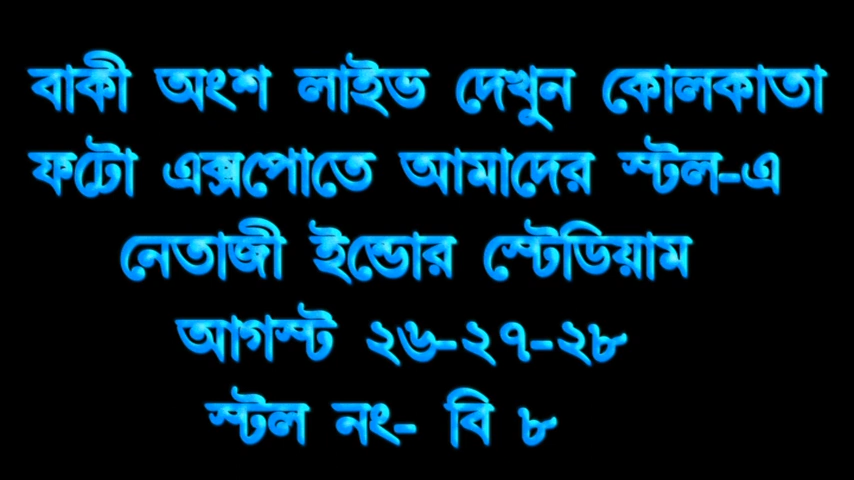 বাকী অংশ লাইভ দেখুন কোলকাতা
ফটো এক্সপোতে আমাদের স্টল-এ
নেতাজী ইন্ডোর স্টেডিয়াম
আগস্ট ২৬-২৭-২৮
স্টল নং- বি ৮